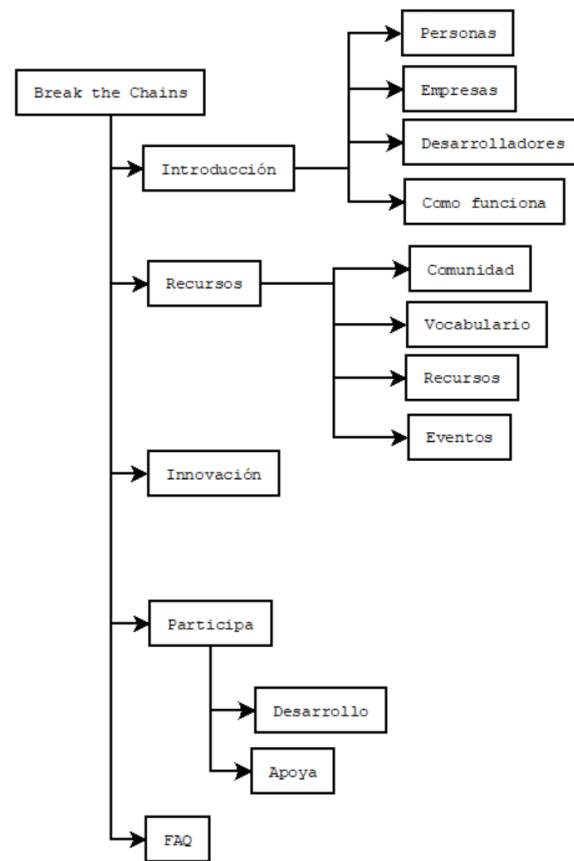 Break the Chains
Introducción
Personas
Empresas
Desarrolladores
Como funciona
Recursos
Comunidad
Vocabulario
Recursos
Eventos
Innovación
Participa
Desarrollo
Apoya
FAQ